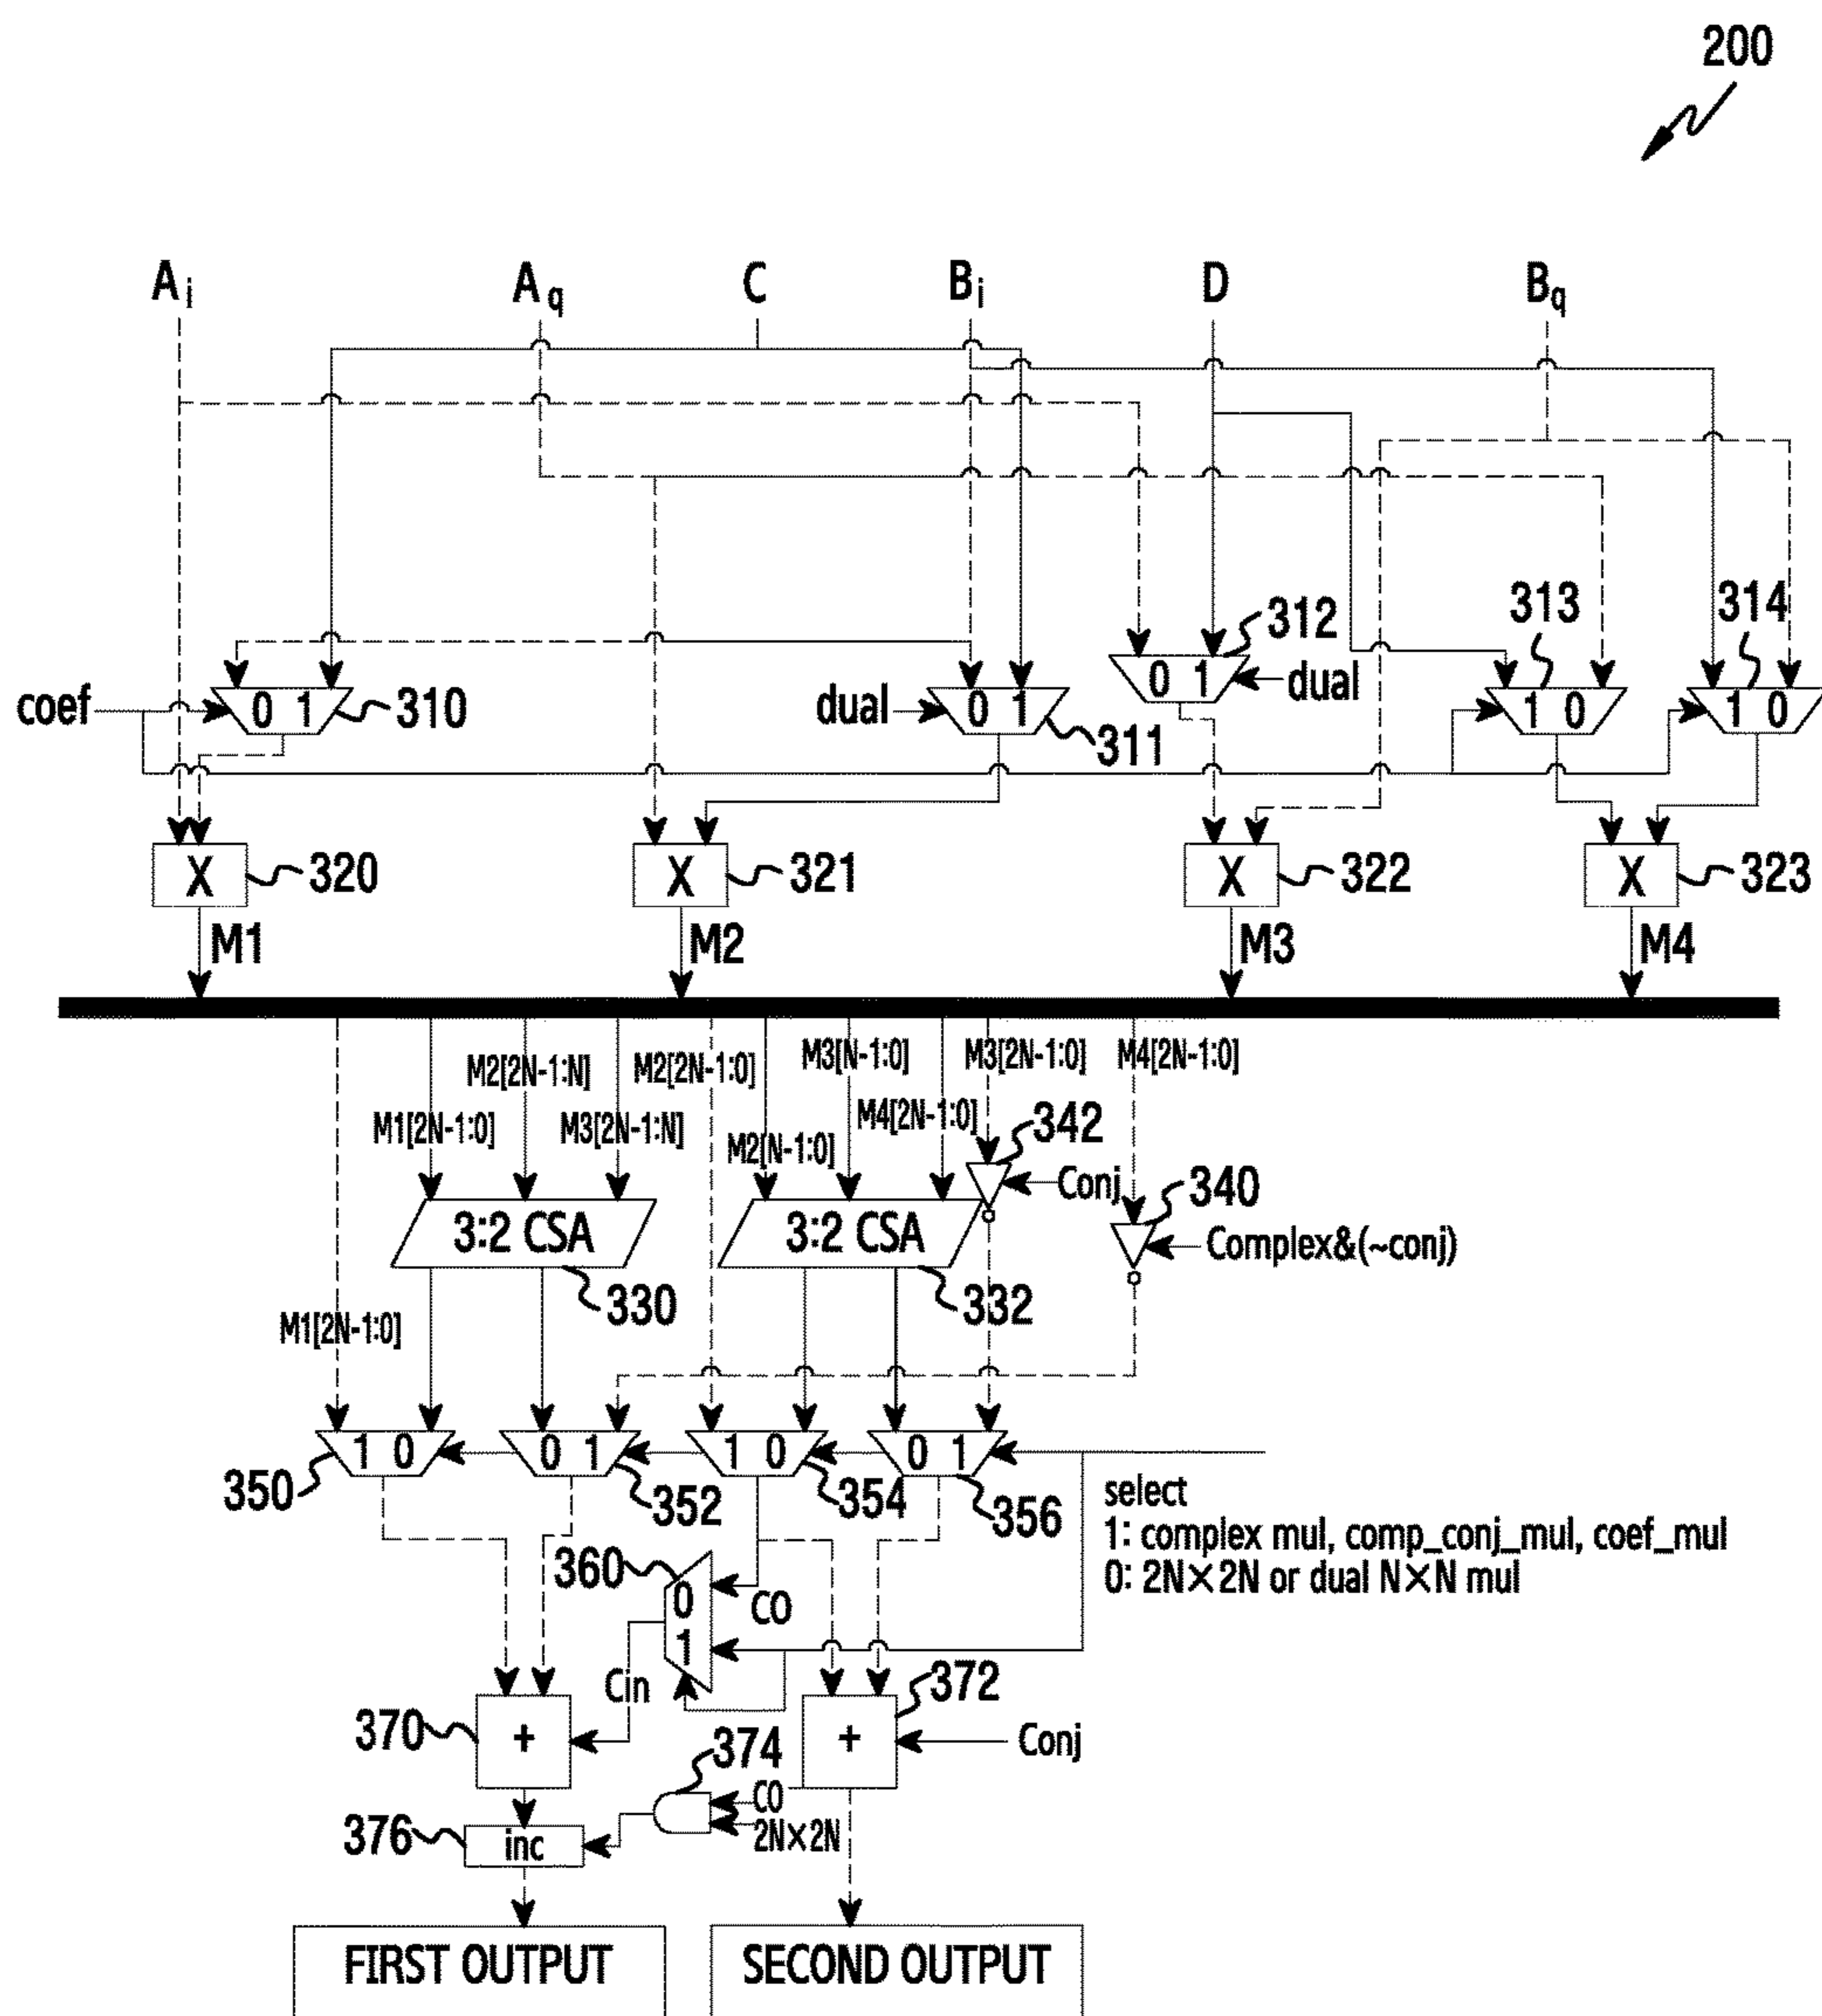 200
A i
A q
C
B i
D
B q
312
313
314
coef
0 1
310
dual
0 1
311
0 1
dual
1 0
1 0
X
320
X
321
X
322
X
323
M1
M2
M3
M4
M2[2N-1:N]
M2[2N-1:0]
M3[N-1:0]
M3[2N-1:0]
M4[2N-1:0]
M1[2N-1:0]
M3[2N-1:N]
M2[N-1:0]
M4[2N-1:0]
342
Conj
340
3:2 CSA
3:2 CSA
Complex&(~conj)
330
332
M1[2N-1:0]
1 0
0 1
1 0
0 1
350
352
354
356
select
1: complex mul, comp_conj_mul, coef_mul
0: 2N×2N or dual N×N mul
360
0
1
CO
Cin
372
370
+
+
Conj
374
CO
2N×2N
376
inc
FIRST OUTPUT
SECOND OUTPUT